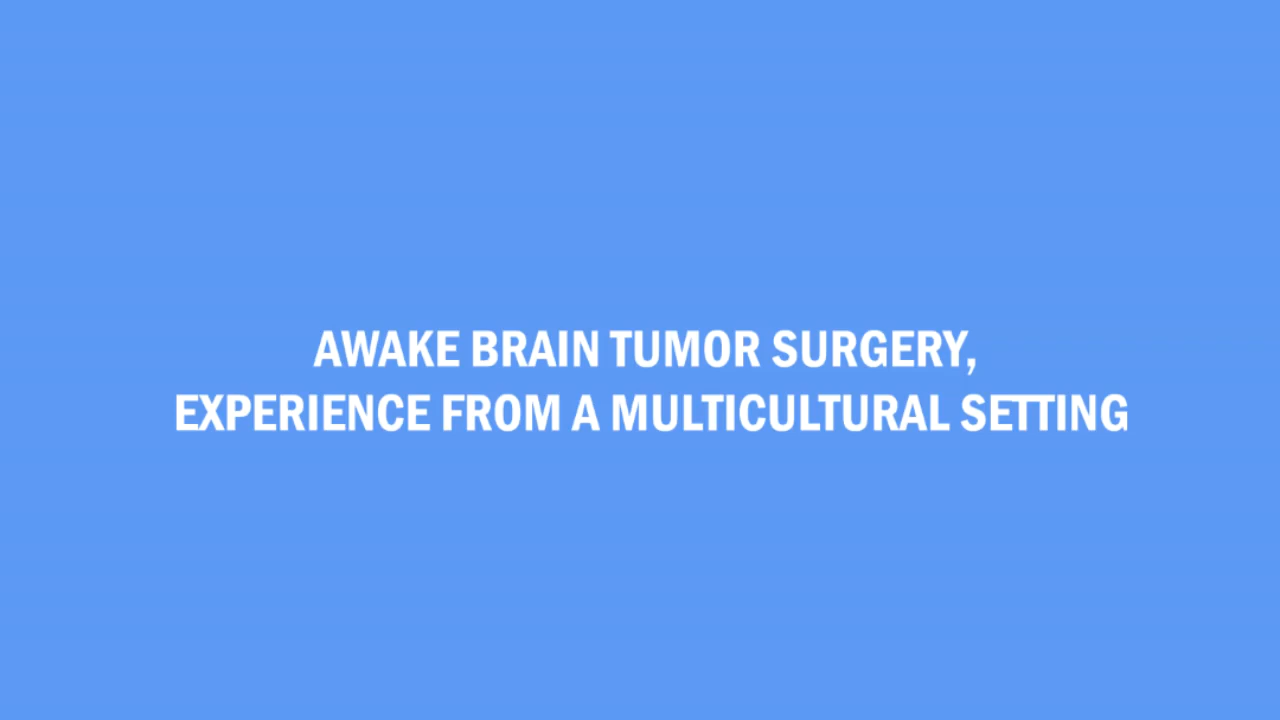 AWAKE BRAIN TUMOR SURGERY,
EXPERIENCE FROM A MULTICULTURAL SETTING